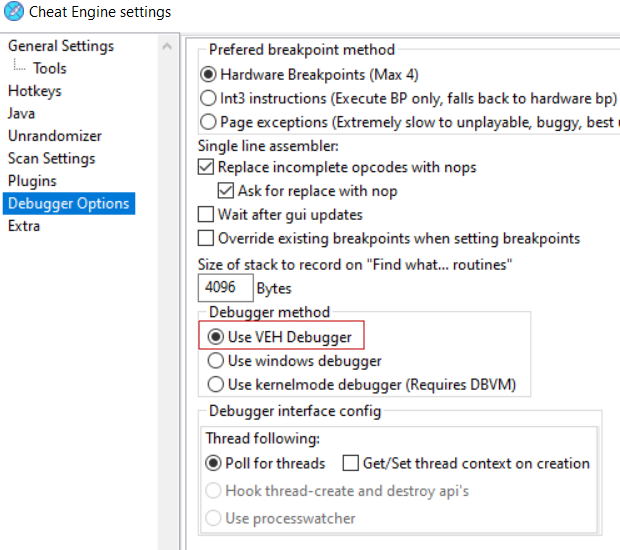 Cheat Engine settings
General Settings
Tools
Hotkeys
Java
Unrandomizer
Scan Settings
Plugins
Debugger Options
Extra
Prefered breakpoint method
Hardware Breakpoints (Max 4)
Int3 instructions (Execute BP only, falls back to hardware bp)
Page exceptions (Extremely slow to unplayable, buggy, best
Single line assembler:
Replace incomplete opcodes with nops
Ask for replace with nop
Wait after gui updates
Override existing breakpoints when setting breakpoints
Size of stack to record on "Find what... routines"
4096 Bytes
Debugger method
Use VEH Debugger
Use windows debugger
Use kernelmode debugger (Requires DBVM)
Debugger interface config
Thread following:
Poll for threads Get/Set thread context on creation
Hook thread-create and destroy api's
Use processwatcher